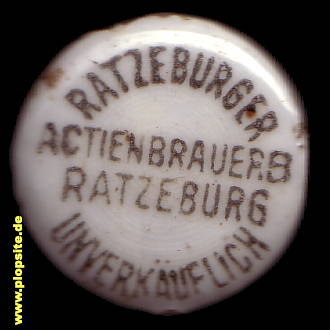 RATZEBURGER
ACTIENBRAUEREI
RATZEBURG
UNVERKÄUFLICH
© www.plopsite.de